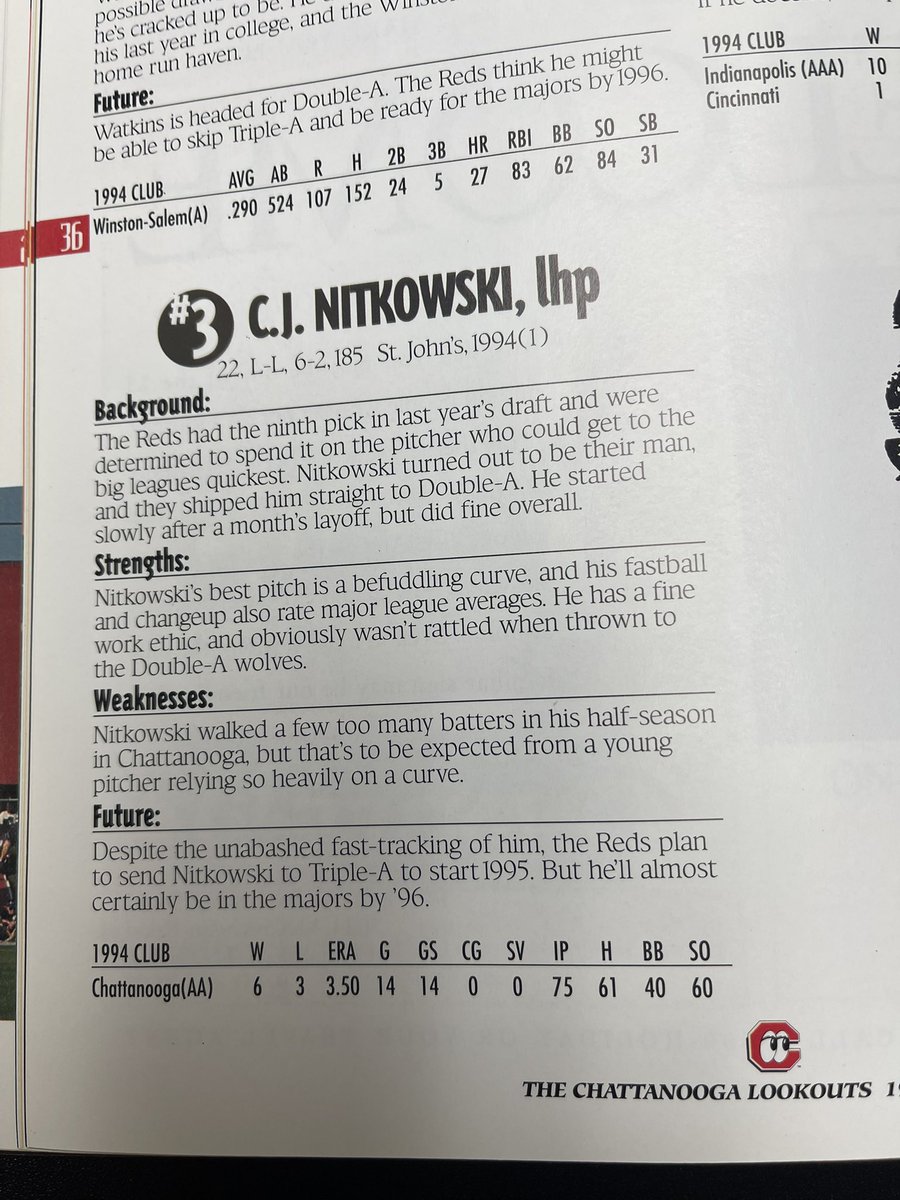 he's cracked up to be. He
his last year in college, and the Winston
home run haven.
Future:
Watkins is headed for Double-A. The Reds think he might
be able to skip Triple-A and be ready for the majors by 1996.
1994 CLUB AVG AB R H 2B 3B HR RBI BB SO SB
Winston-Salem(A) .290 524 107 152 24 5 27 83 62 84 31
36
#3 C.J. NITKOWSKI, lhp
22, L-L, 6-2, 185 St. John's, 1994(1)
Background:
The Reds had the ninth pick in last year's draft and were
determined to spend it on the pitcher who could get to the
big leagues quickest. Nitkowski turned out to be their man,
and they shipped him straight to Double-A. He started
slowly after a month's layoff, but did fine overall.
Strengths:
Nitkowski's best pitch is a befuddling curve, and his fastball
and changeup also rate major league averages. He has a fine
work ethic, and obviously wasn't rattled when thrown to
the Double-A wolves.
Weaknesses:
Nitkowski walked a few too many batters in his half-season
in Chattanooga, but that's to be expected from a young
pitcher relying so heavily on a curve.
Future:
Despite the unabashed fast-tracking of him, the Reds plan
to send Nitkowski to Triple-A to start 1995. But he'll almost
certainly be in the majors by '96.
1994 CLUB W L ERA G GS CG SV IP H BB SO
Chattanooga(AA) 6 3 3.50 14 14 0 0 75 61 40 60
C
THE CHATTANOOGA LOOKOUTS
1994 CLUB W
Indianapolis (AAA) 10
Cincinnati 1